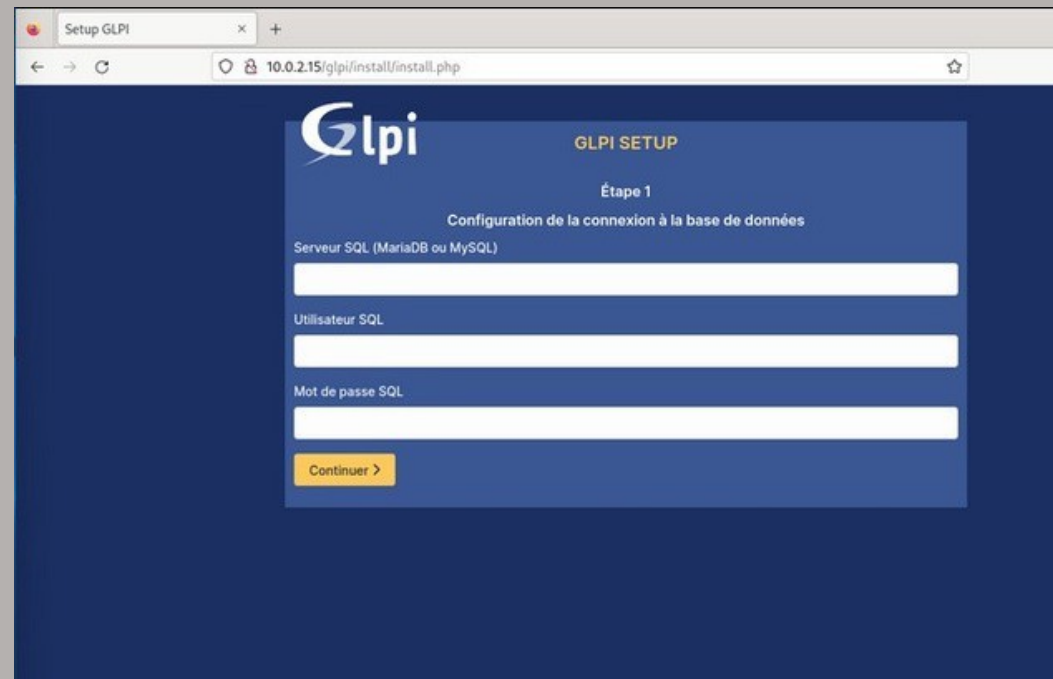 Setup GLPI
10.0.2.15/glpi/install/install.php
Glpi
GLPI SETUP
Étape 1
Configuration de la connexion à la base de données
Serveur SQL (MariaDB ou MySQL)
Utilisateur SQL
Mot de passe SQL
Continuer